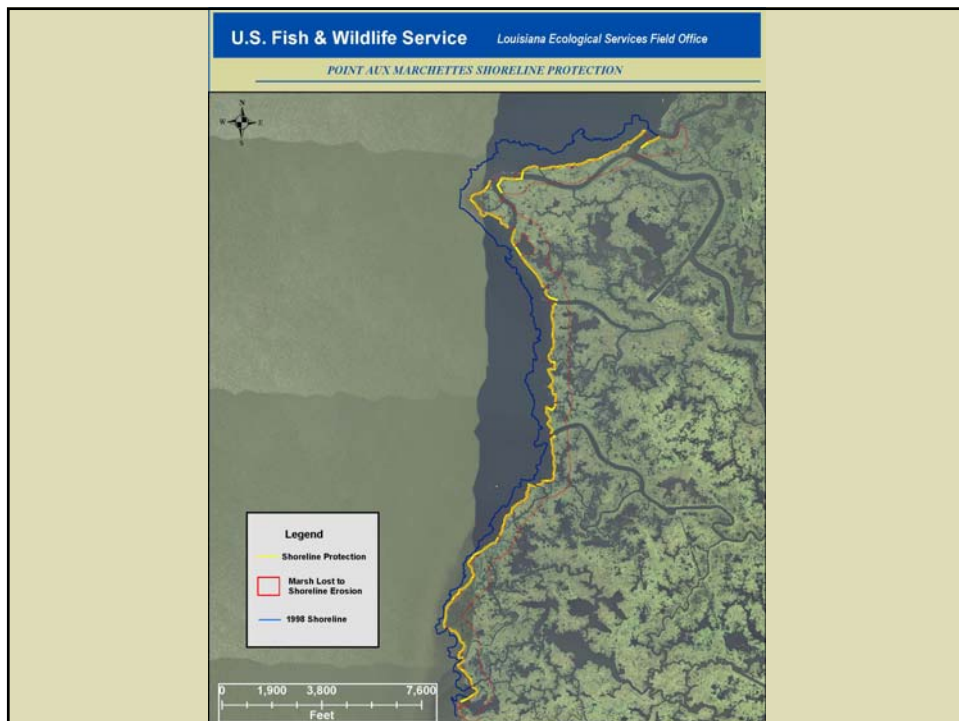 U.S. Fish & Wildlife Service Louisiana Ecological Services Field Office
POINT AUX MARCHETTES SHORELINE PROTECTION
N
W E
S
Legend
Shoreline Protection
Marsh Lost to
Shoreline Erosion
1998 Shoreline
0 1,900 3,800 7,600
Feet